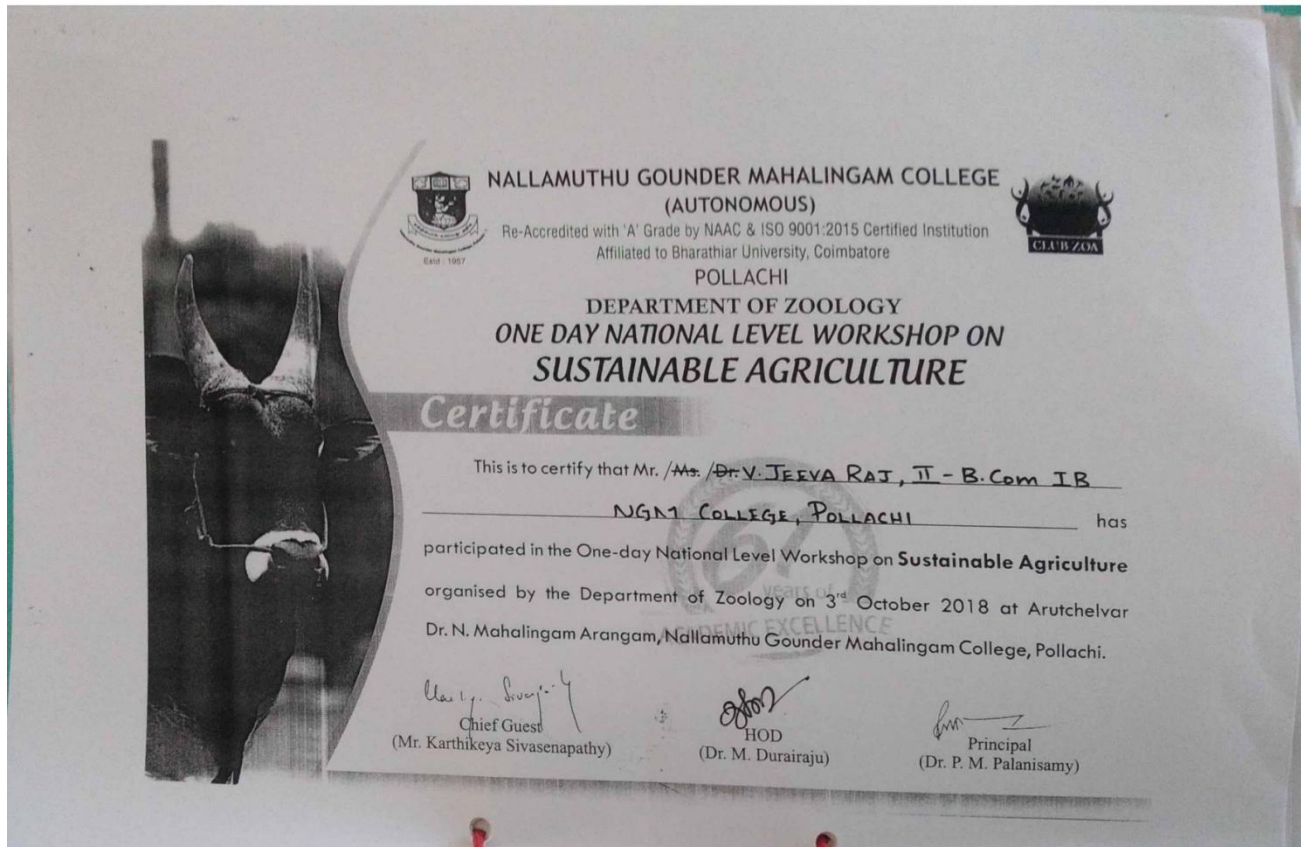 NALLAMUTHU GOUNDER MAHALINGAM COLLEGE
(AUTONOMOUS)
Re-Accredited with 'A' Grade by NAAC & ISO 9001:2015 Certified Institution
Affiliated to Bharathiar University, Coimbatore
POLLACHI
Estd : 1957
CLUB ZOA
DEPARTMENT OF ZOOLOGY
ONE DAY NATIONAL LEVEL WORKSHOP ON
SUSTAINABLE AGRICULTURE
Certificate
This is to certify that Mr. /Ms. /Dr. V. JEEVA RAJ, II - B.Com IB
NGM COLLEGE, POLLACHI has
participated in the One-day National Level Workshop on Sustainable Agriculture
organised by the Department of Zoology on 3rd October 2018 at Arutchelvar
Dr. N. Mahalingam Arangam, Nallamuthu Gounder Mahalingam College, Pollachi.
61
years of
ACADEMIC EXCELLENCE
Chief Guest
(Mr. Karthikeya Sivasenapathy)
HOD
(Dr. M. Durairaju)
Principal
(Dr. P. M. Palanisamy)